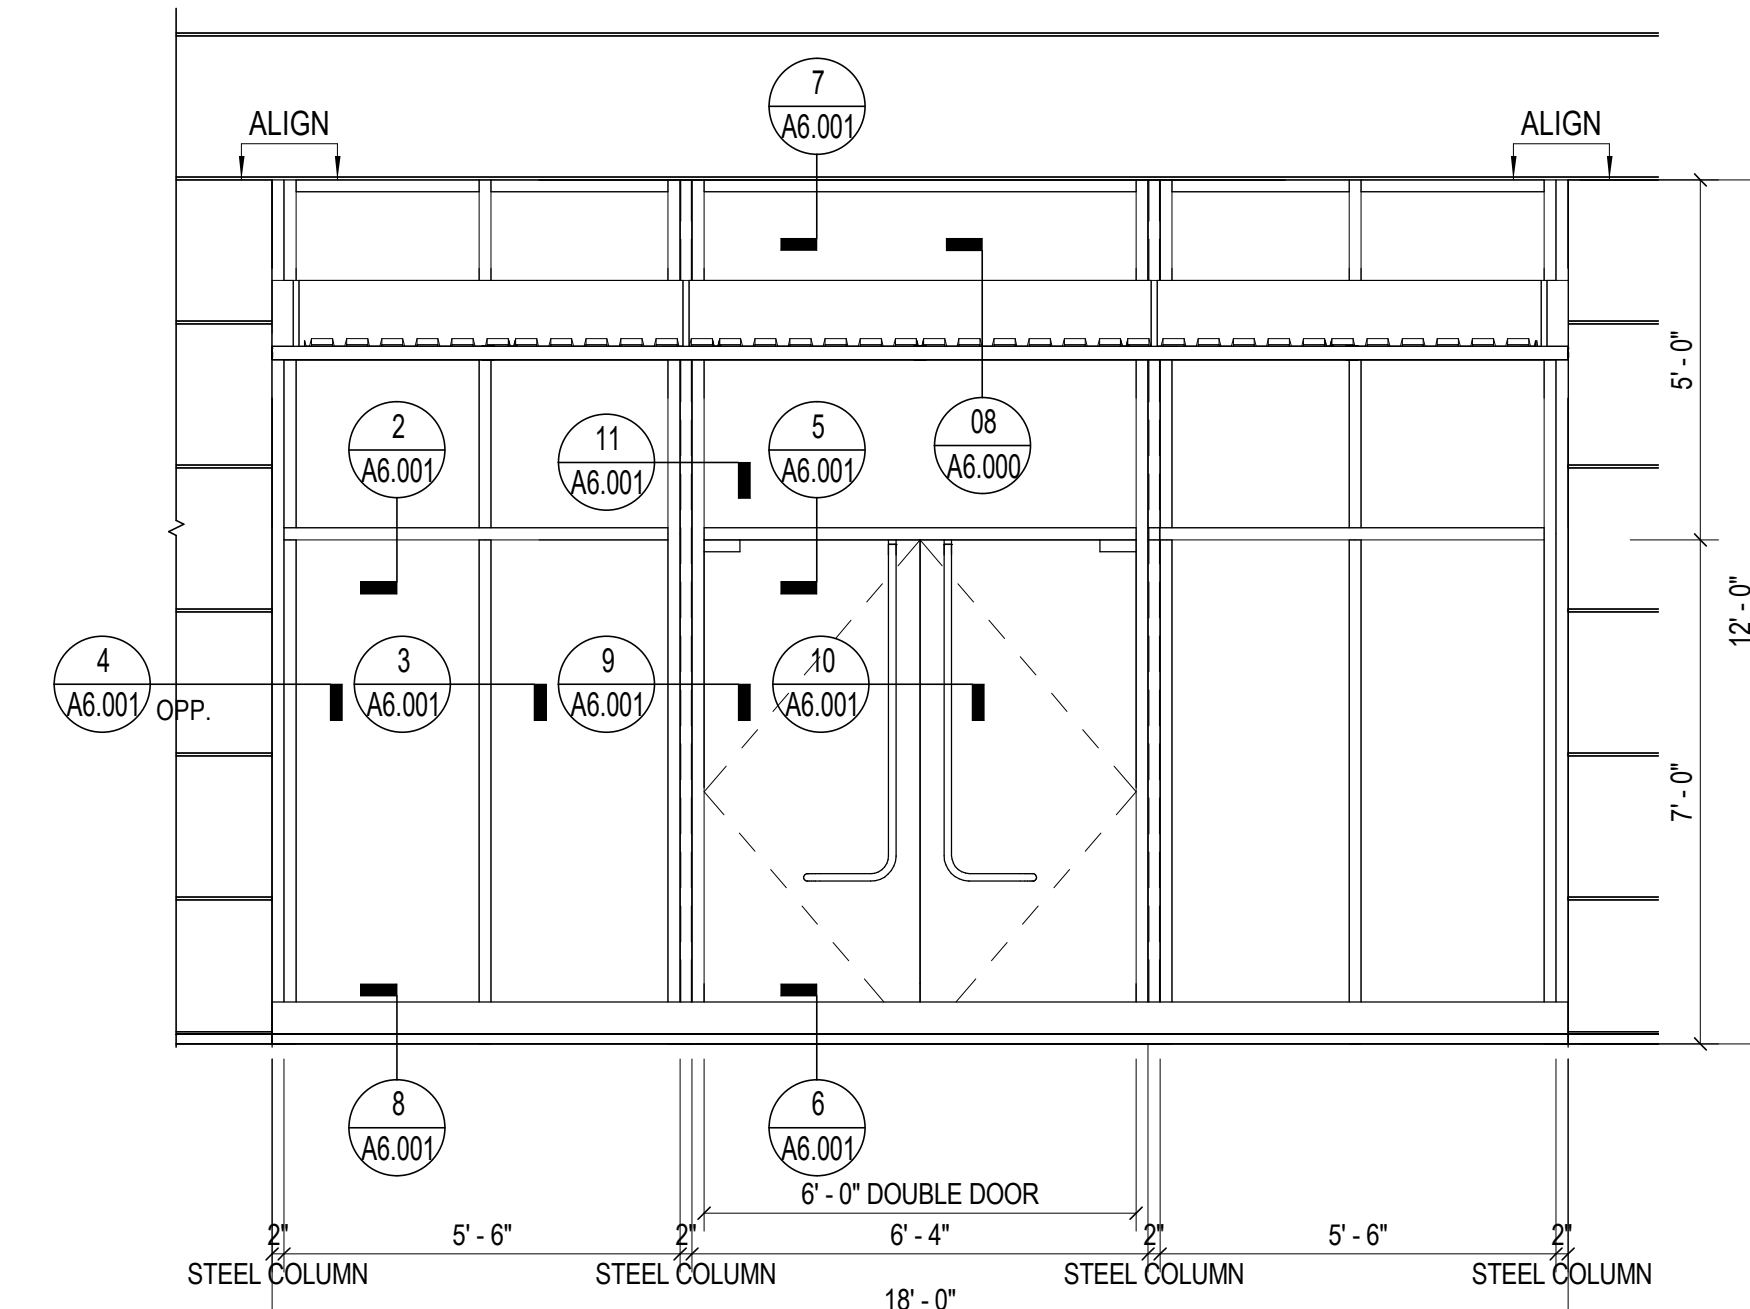 7
A6.001
ALIGN
ALIGN
2
A6.001
11
A6.001
5
A6.001
08
A6.000
5' - 0"
12' - 0"
4
A6.001
OPP.
3
A6.001
9
A6.001
10
A6.001
7' - 0"
8
A6.001
6
A6.001
6' - 0" DOUBLE DOOR
2"
5' - 6"
2"
6' - 4"
2"
5' - 6"
2"
STEEL COLUMN
STEEL COLUMN
STEEL COLUMN
STEEL COLUMN
18' - 0"